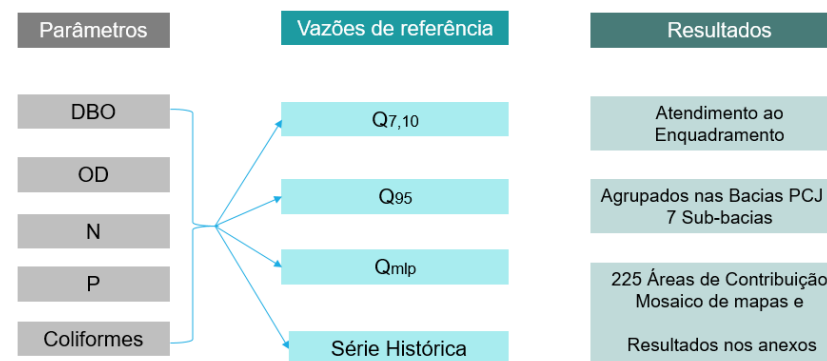 Parâmetros
DBO
OD
N
P
Coliformes
Vazões de referência
Q7,10
Q95
Qmlp
Série Histórica
Resultados
Atendimento ao
Enquadramento
Agrupados nas Bacias PCJ
7 Sub-bacias
225 Áreas de Contribuição
Mosaico de mapas e
Resultados nos anexos